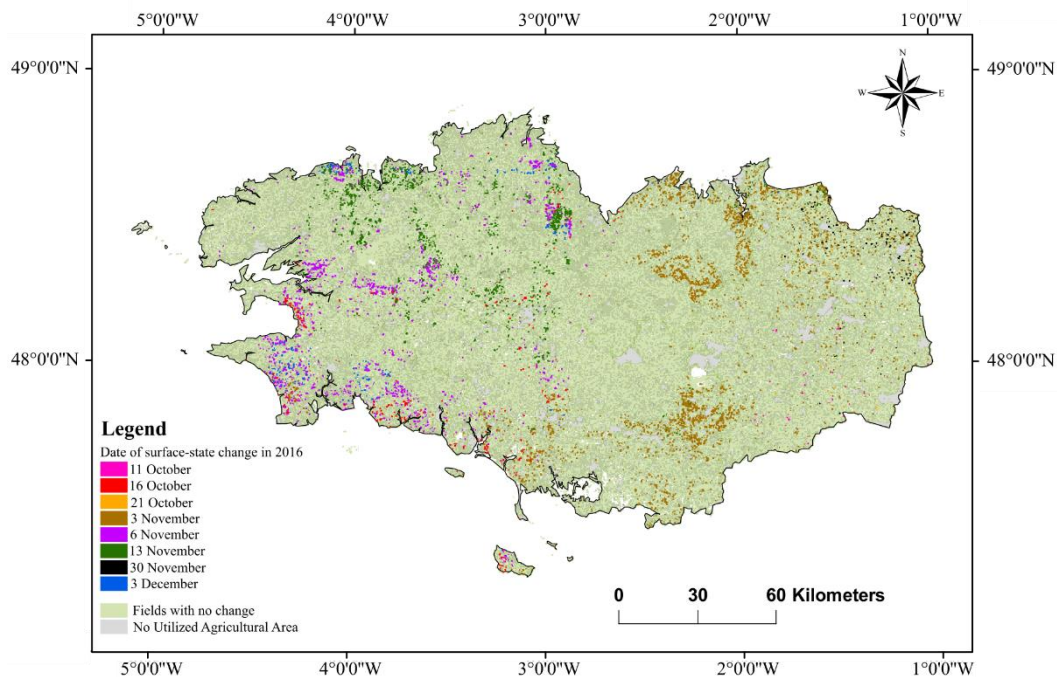 5°0'0"W 4°0'0"W 3°0'0"W 2°0'0"W 1°0'0"W
49°0'0"N 49°0'0"N
N
W E
S
48°0'0"N 48°0'0"N
Legend
Date of surface-state change in 2016
11 October
16 October
21 October
3 November
6 November
13 November
30 November
3 December
Fields with no change
No Utilized Agricultural Area
0 30 60 Kilometers
5°0'0"W 4°0'0"W 3°0'0"W 2°0'0"W 1°0'0"W